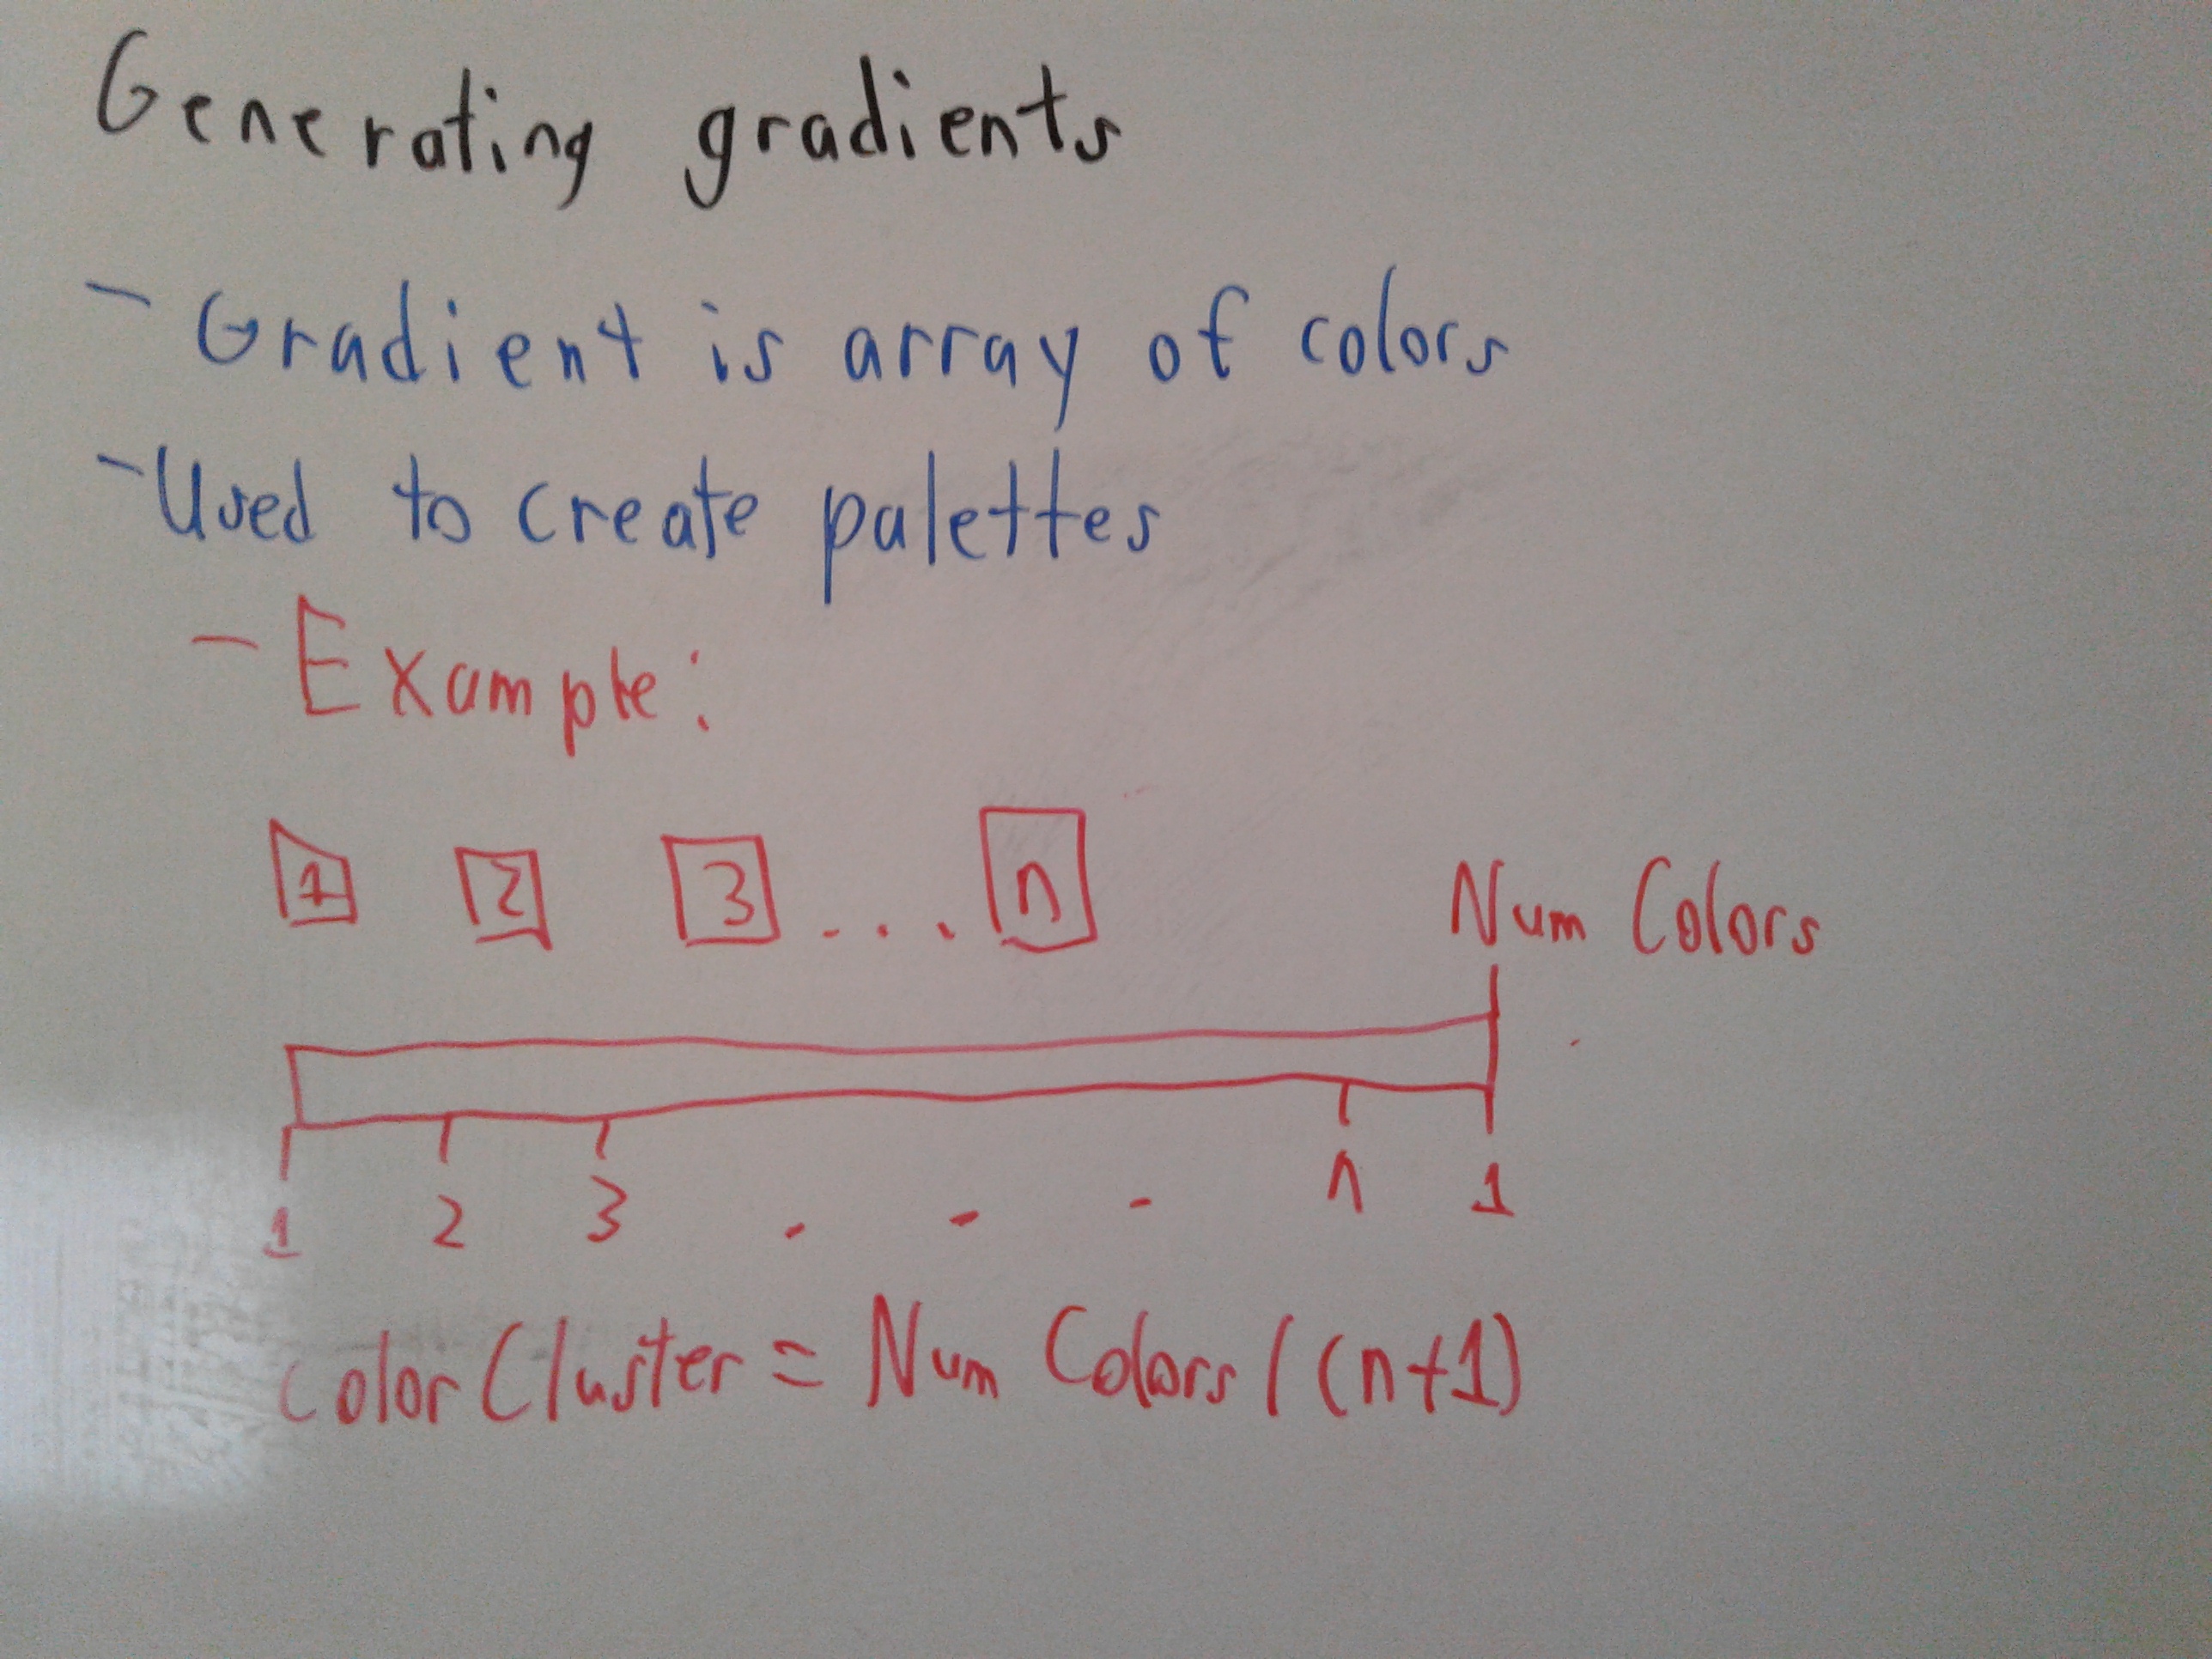 Generating gradients
- Gradient is array of colors
- Used to create palettes
- Example:
1 2 3 . . . n
Num Colors
1 2 3 . - - n 1
Color Cluster = Num Colors / (n+1)